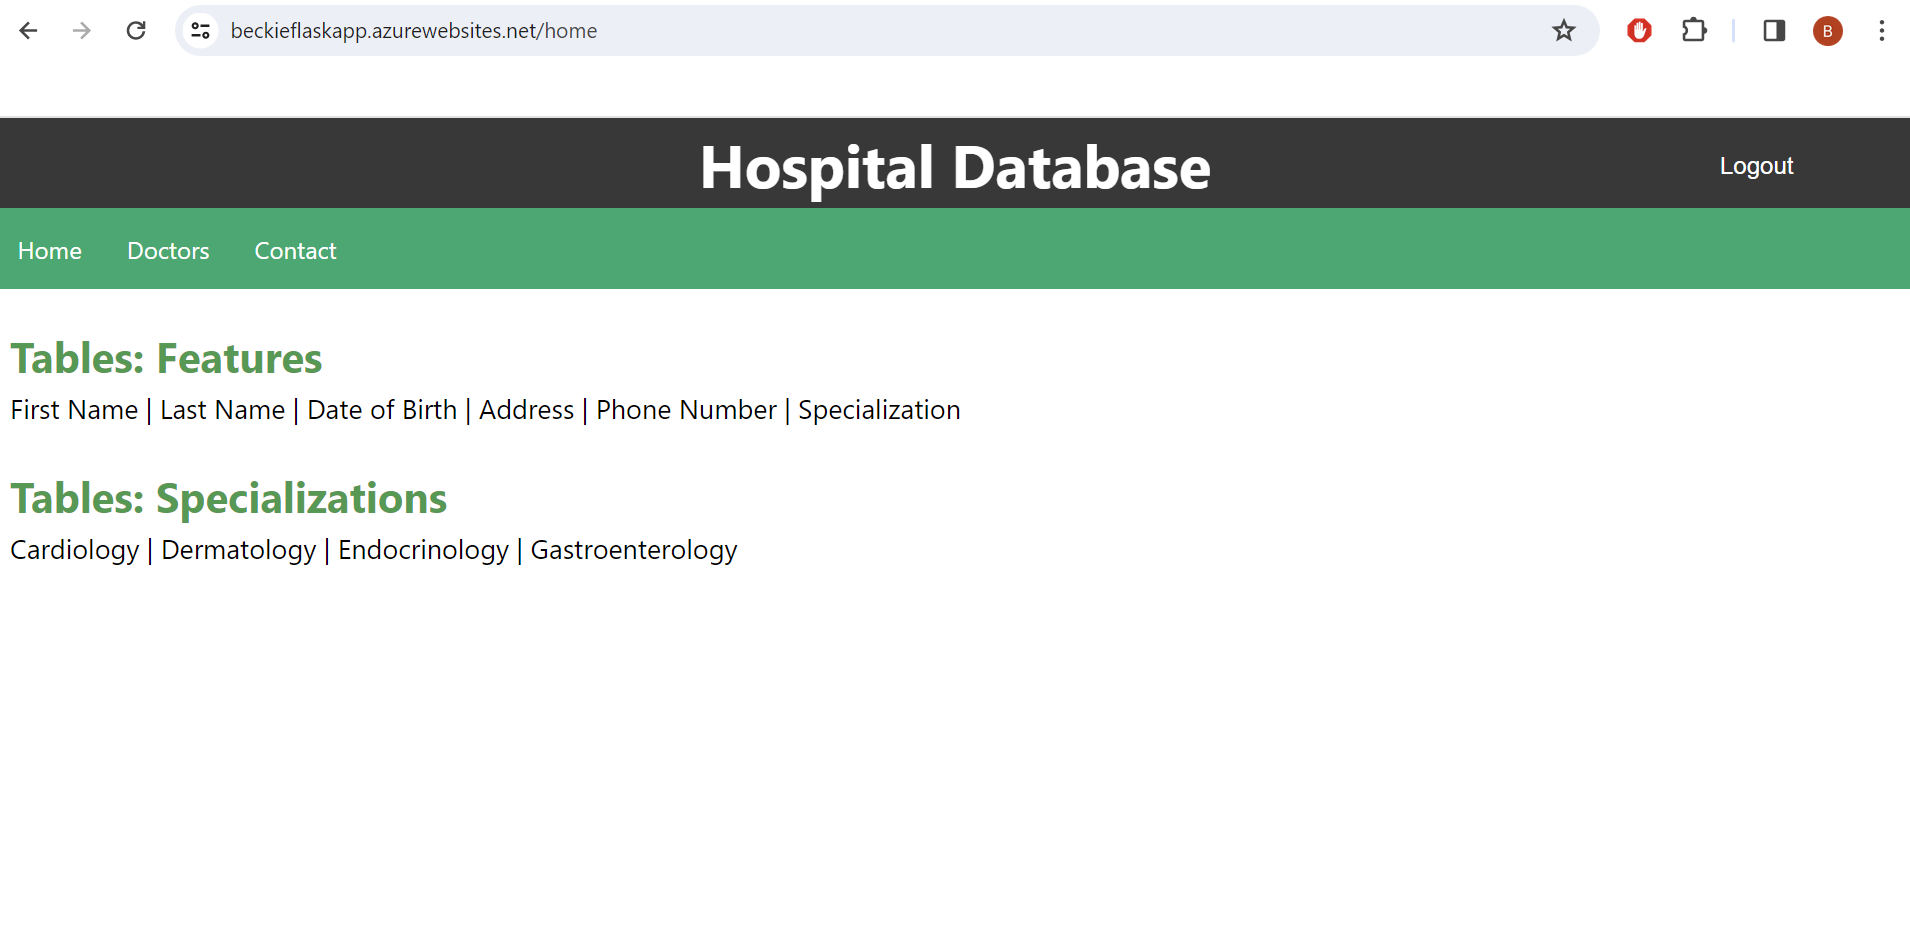 beckieflaskapp.azurewebsites.net/home
B
Hospital Database
Logout
Home Doctors Contact
Tables: Features
First Name | Last Name | Date of Birth | Address | Phone Number | Specialization
Tables: Specializations
Cardiology | Dermatology | Endocrinology | Gastroenterology